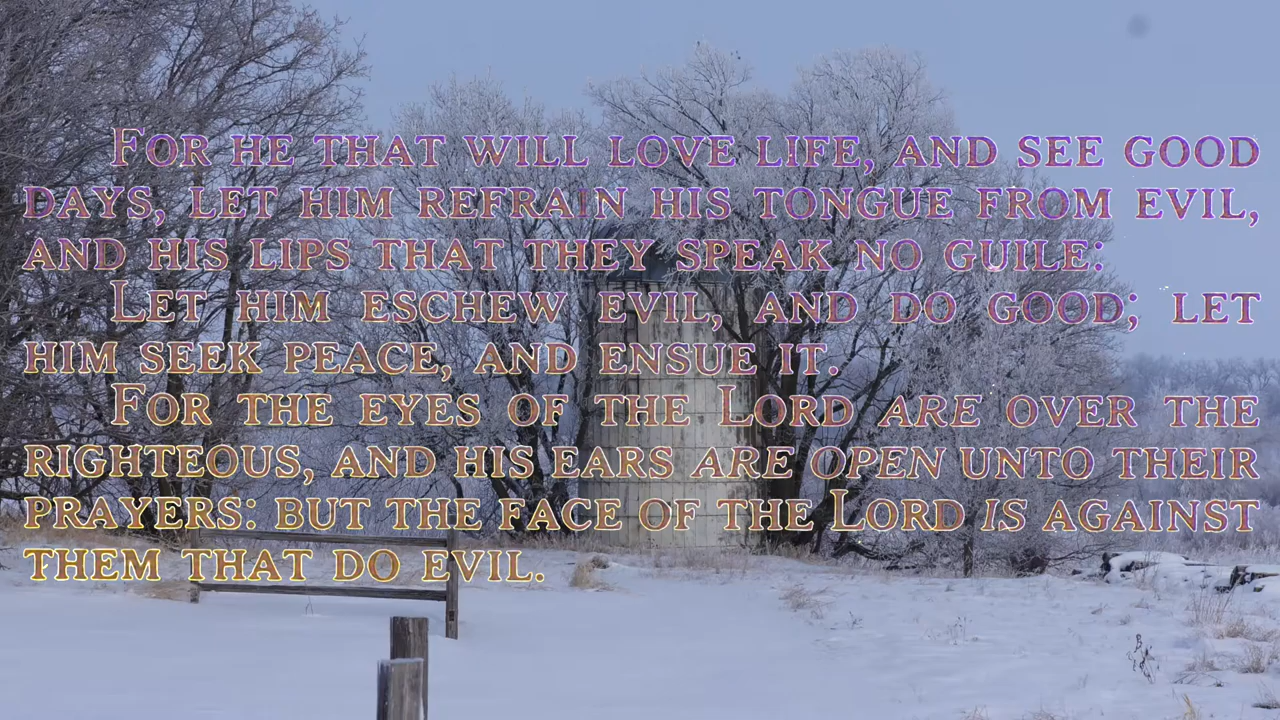 For he that will love life, and see good
days, let him refrain his tongue from evil,
and his lips that they speak no guile:
Let him eschew evil, and do good; let
him seek peace, and ensue it.
For the eyes of the Lord are over the
righteous, and his ears are open unto their
prayers: but the face of the Lord is against
them that do evil.